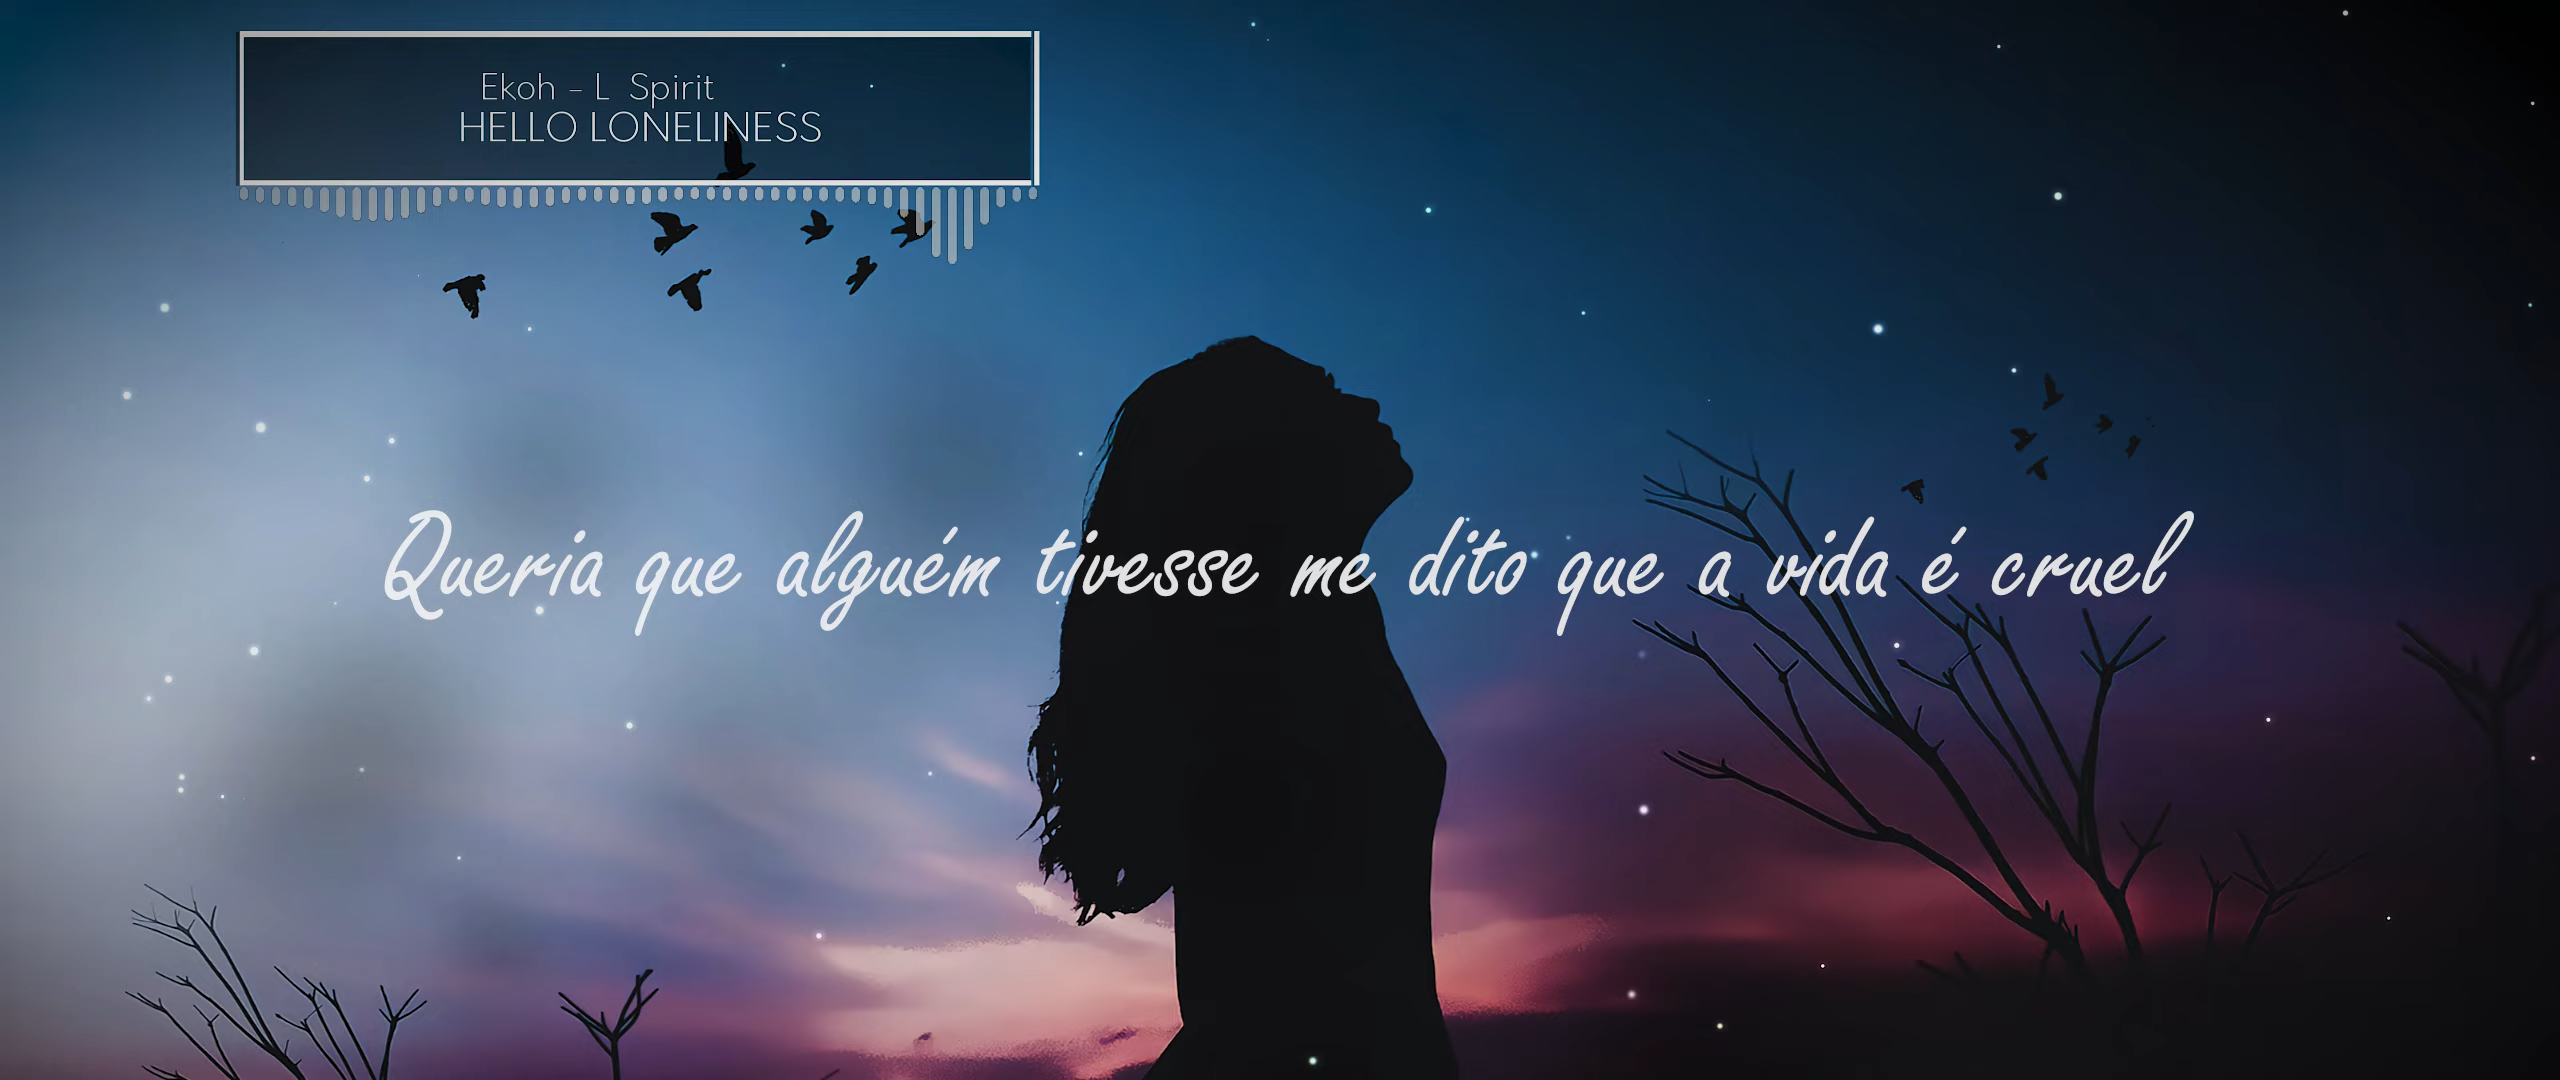 Ekoh - L Spirit
HELLO LONELINESS
Queria que alguém tivesse me dito que a vida é cruel